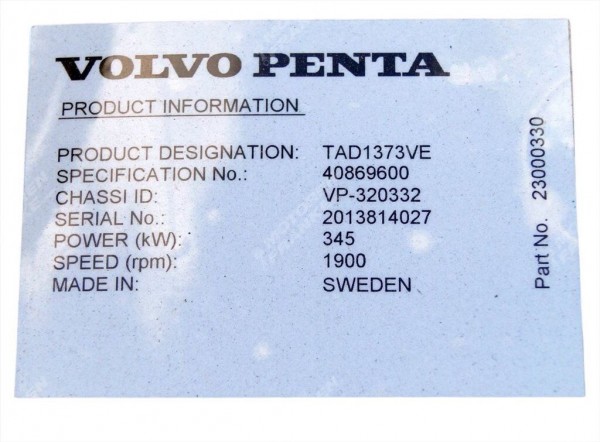 VOLVO PENTA
PRODUCT INFORMATION
PRODUCT DESIGNATION: TAD1373VE
SPECIFICATION No.: 40869600
CHASSI ID: VP-320332
SERIAL No.: 2013814027
POWER (kW): 345
SPEED (rpm): 1900
MADE IN: SWEDEN
Part No. 23000330